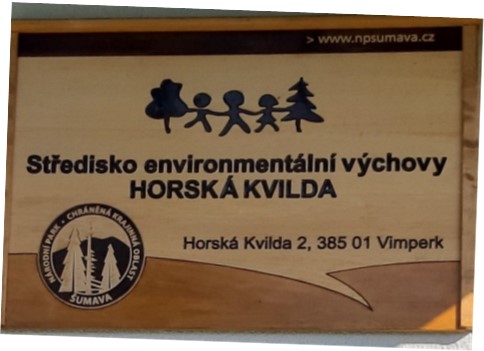 > www.npsumava.cz
Středisko environmentální výchovy
HORSKÁ KVILDA
Horská Kvilda 2, 385 01 Vimperk
NÁRODNÍ PARK · CHRÁNĚNÁ KRAJINNÁ OBLAST
ŠUMAVA